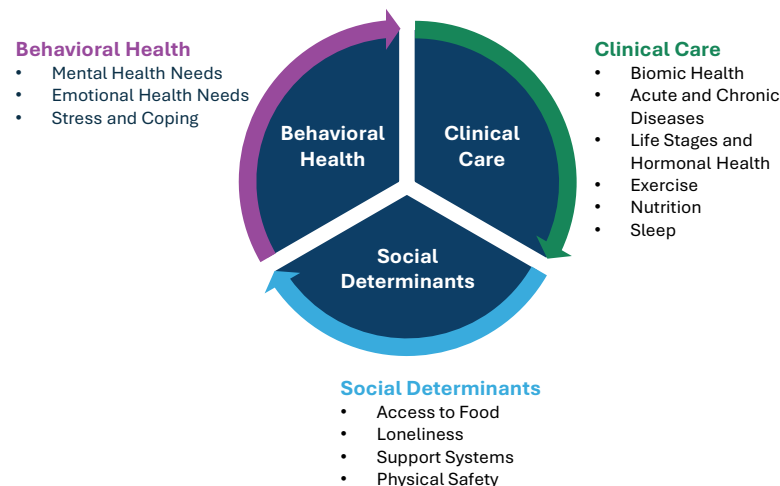 Behavioral Health
• Mental Health Needs
• Emotional Health Needs
• Stress and Coping
Behavioral
Health
Clinical
Care
Social
Determinants
Clinical Care
• Biomic Health
• Acute and Chronic
Diseases
• Life Stages and
Hormonal Health
• Exercise
• Nutrition
• Sleep
Social Determinants
• Access to Food
• Loneliness
• Support Systems
• Physical Safety